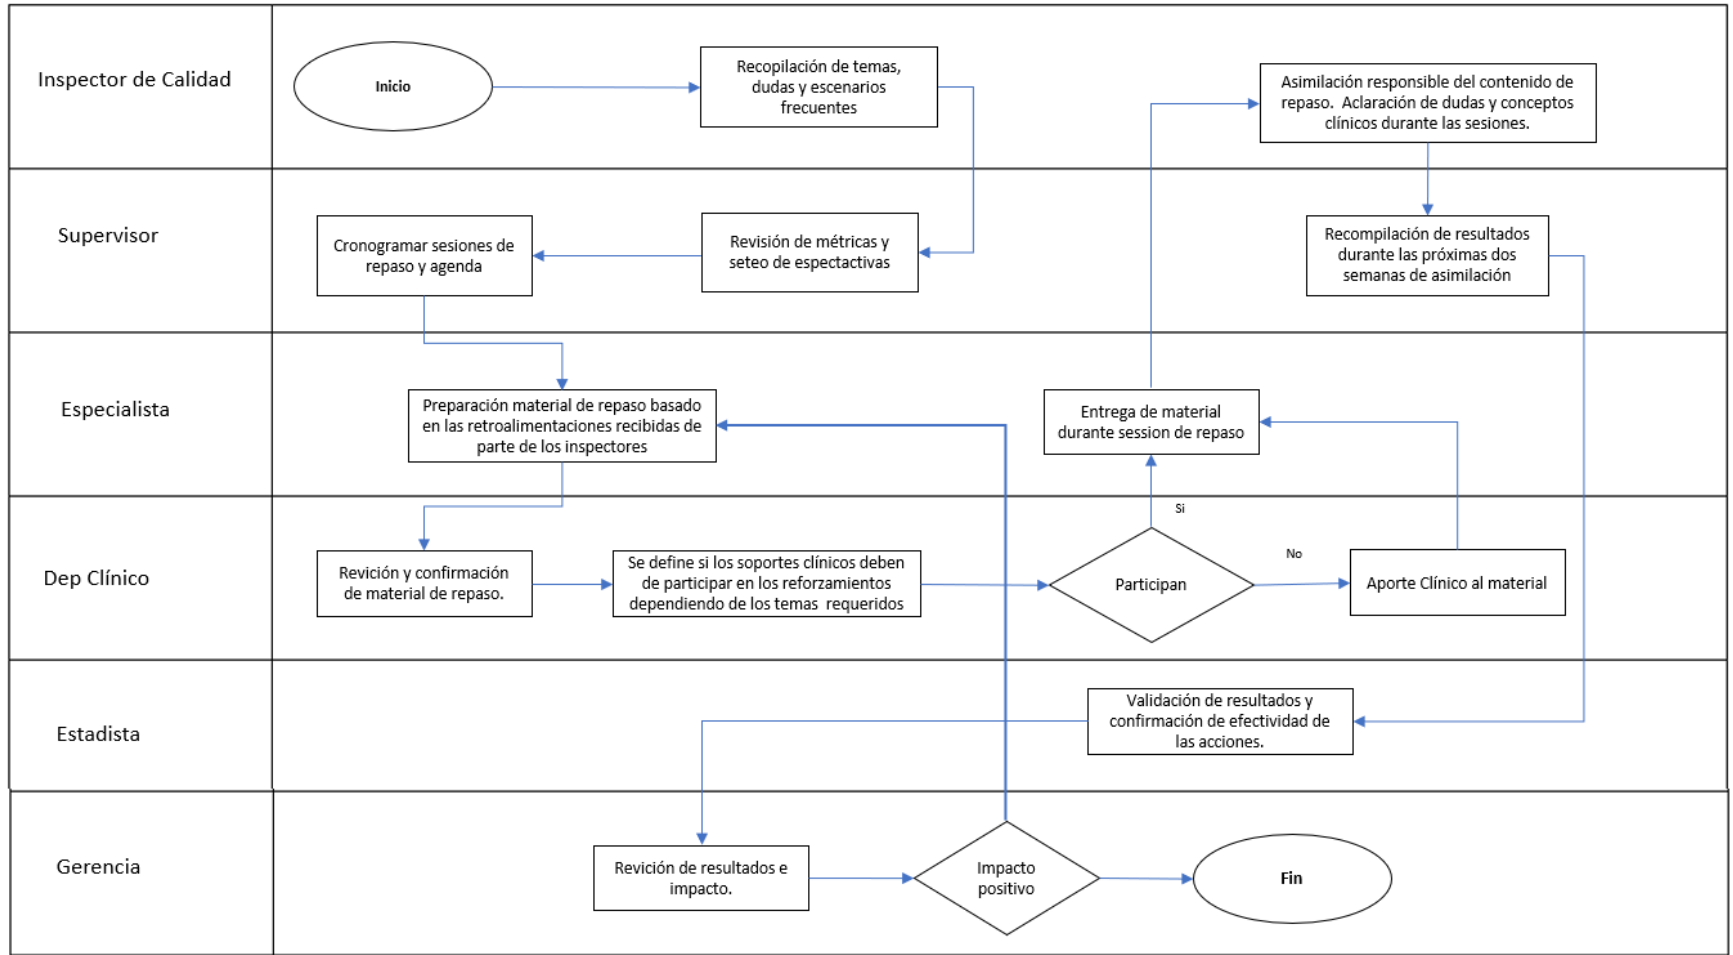 Inspector de Calidad
Inicio
Recopilación de temas,
dudas y escenarios
frecuentes
Asimilación responsible del contenido de
repaso.  Aclaración de dudas y conceptos
clínicos durante las sesiones.
Supervisor
Cronogramar sesiones de
repaso y agenda
Revisión de métricas y
seteo de espectactivas
Recompilación de resultados
durante las próximas dos
semanas de asimilación
Especialista
Preparación material de repaso basado
en las retroalimentaciones recibidas de
parte de los inspectores
Entrega de material
durante session de repaso
Dep Clínico
Revición y confirmación
de material de repaso.
Se define si los soportes clínicos deben
de participar en los reforzamientos
dependiendo de los temas  requeridos
Participan
Si
No
Aporte Clínico al material
Estadista
Validación de resultados y
confirmación de efectividad de
las acciones.
Gerencia
Revición de resultados e
impacto.
Impacto
positivo
Fin